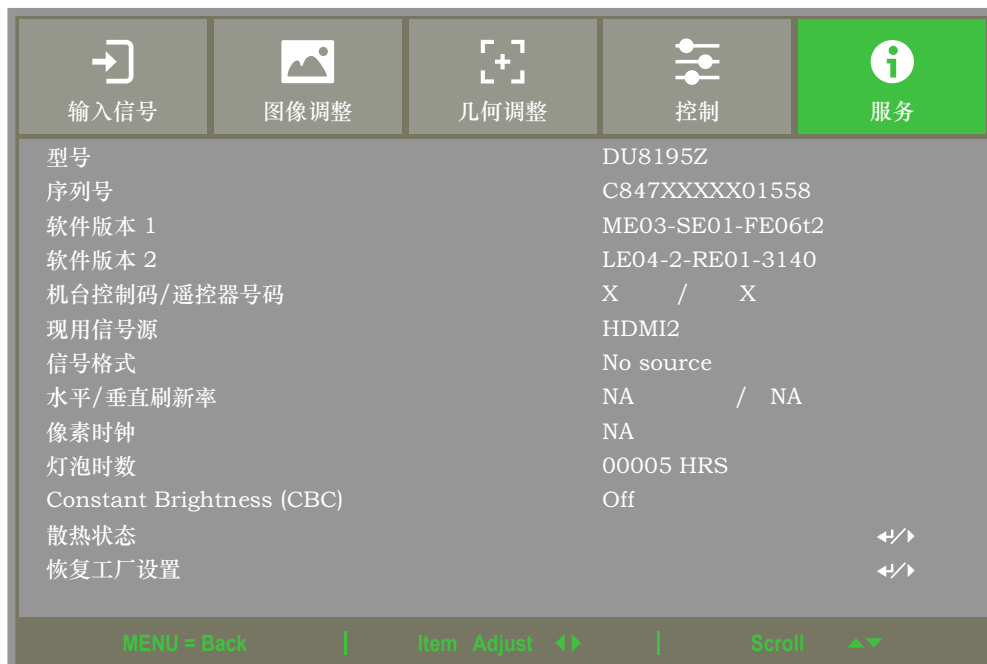 输入信号 图像调整 几何调整 控制 服务
型号 DU8195Z
序列号 C847XXXXX01558
软件版本 1 ME03-SE01-FE06t2
软件版本 2 LE04-2-RE01-3140
机台控制码/遥控器号码 X / X
现用信号源 HDMI2
信号格式 No source
水平/垂直刷新率 NA / NA
像素时钟 NA
灯泡时数 00005 HRS
Constant Brightness (CBC) Off
散热状态
恢复工厂设置
MENU = Back | Item Adjust | Scroll